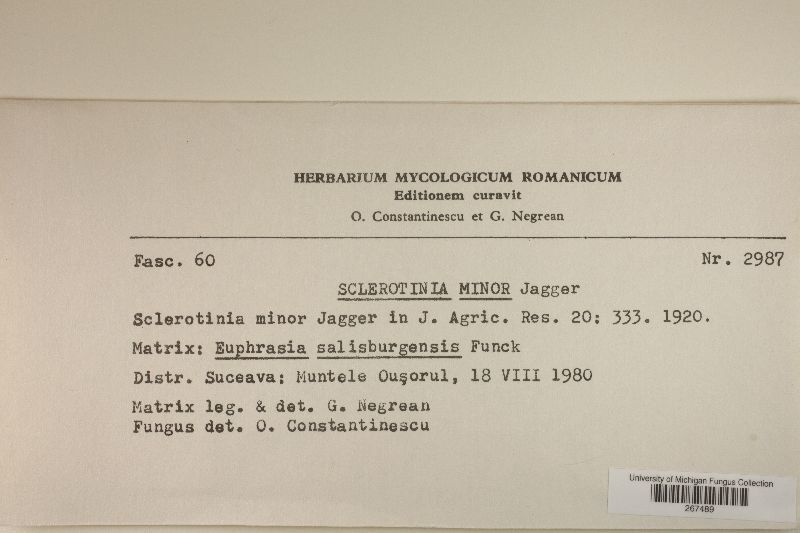 HERBARIUM MYCOLOGICUM ROMANICUM
Editionem curavit
O. Constantinescu et G. Negrean
Fasc. 60 Nr. 2987
SCLEROTINIA MINOR Jagger
Sclerotinia minor Jagger in J. Agric. Res. 20: 333. 1920.
Matrix: Euphrasia salisburgensis Funck
Distr. Suceava: Muntele Oușorul, 18 VIII 1980
Matrix leg. & det. G. Negrean
Fungus det. O. Constantinescu
University of Michigan Fungus Collection
267489